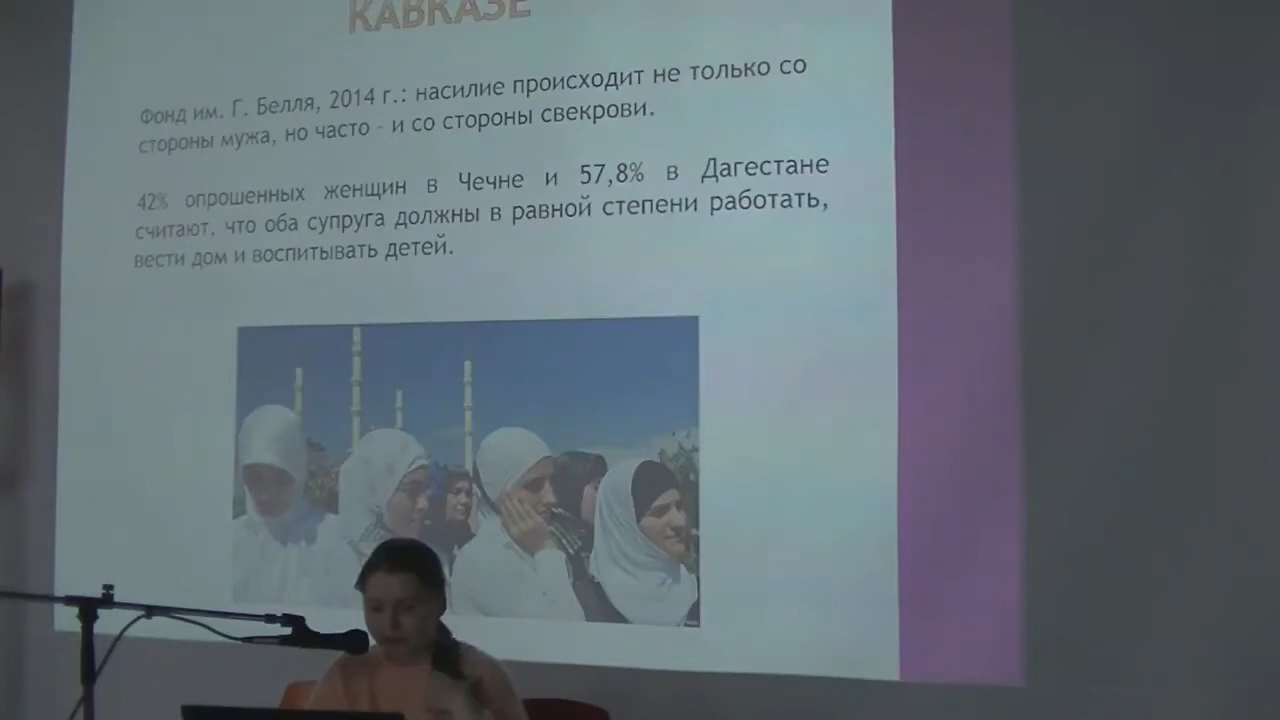 КАВКАЗЕ
Фонд им. Г. Белля, 2014 г.: насилие происходит не только со
стороны мужа, но часто - и со стороны свекрови.
42% опрошенных женщин в Чечне и 57,8% в Дагестане
считают, что оба супруга должны в равной степени работать,
вести дом и воспитывать детей.